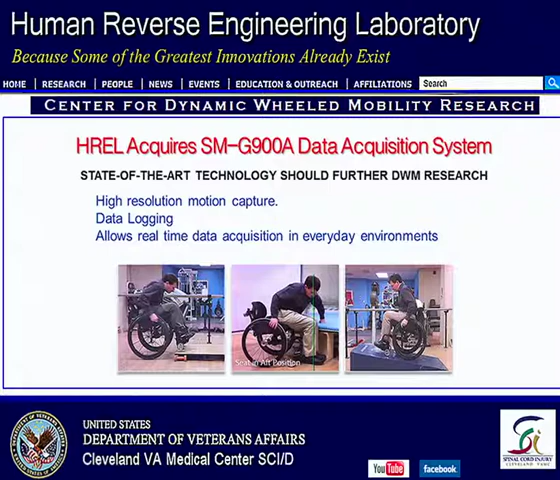 Human Reverse Engineering Laboratory
Because Some of the Greatest Innovations Already Exist
HOME | RESEARCH | PEOPLE | NEWS | EVENTS | EDUCATION & OUTREACH | AFFILIATIONS Search
CENTER FOR DYNAMIC WHEELED MOBILITY RESEARCH
HREL Acquires SM-G900A Data Acquisition System
STATE-OF-THE-ART TECHNOLOGY SHOULD FURTHER DWM RESEARCH
High resolution motion capture.
Data Logging
Allows real time data acquisition in everyday environments
Seat in Aft Position
UNITED STATES
DEPARTMENT OF VETERANS AFFAIRS
Cleveland VA Medical Center SCI/D
YouTube
facebook
SPINAL CORD INJURY